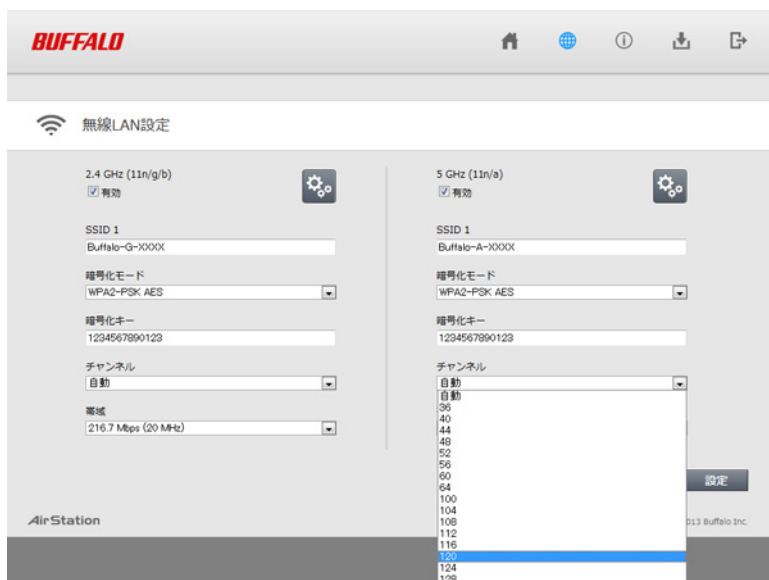 BUFFALO
無線LAN設定
2.4 GHz (11n/g/b)
有効
SSID 1
Buffalo-G-XXXX
暗号化モード
WPA2-PSK AES
暗号化キー
1234567890123
チャンネル
自動
帯域
216.7 Mbps (20 MHz)
5 GHz (11n/a)
有効
SSID 1
Buffalo-A-XXXX
暗号化モード
WPA2-PSK AES
暗号化キー
1234567890123
チャンネル
自動
自動
36
40
44
48
52
56
60
64
100
104
108
112
116
120
124
128
設定
AirStation
013 Buffalo Inc.